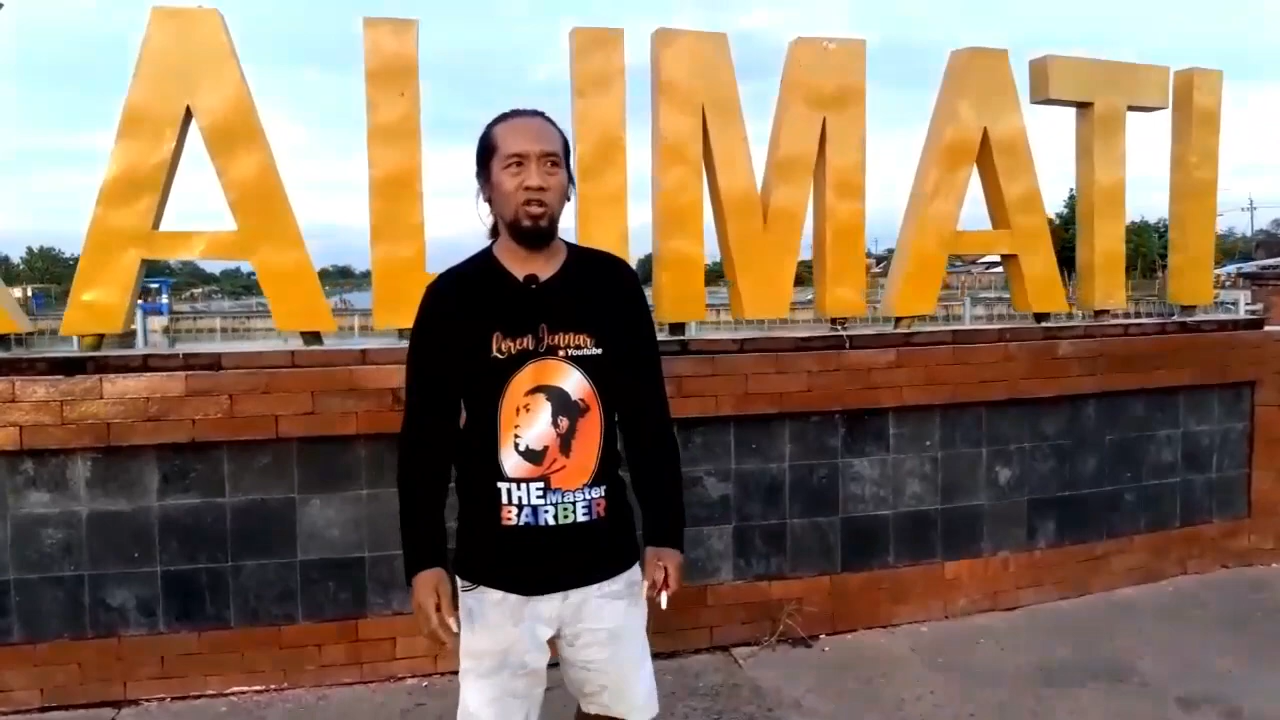 ALIMATI
Loren Jennar
Youtube
THE Master
BARBER